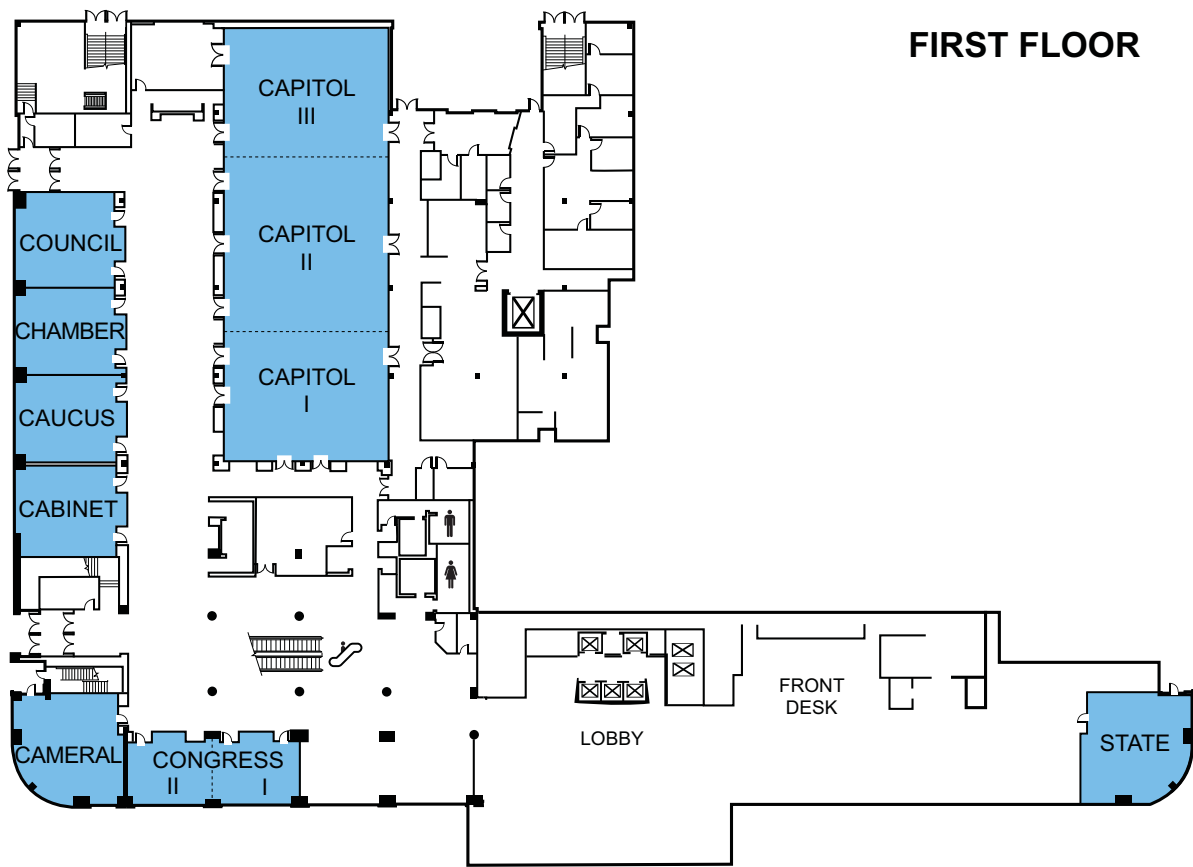 FIRST FLOOR
CAPITOL
III
COUNCIL
CAPITOL
II
CHAMBER
CAPITOL
I
CAUCUS
CABINET
FRONT
DESK
LOBBY
STATE
CAMERAL
CONGRESS
II I